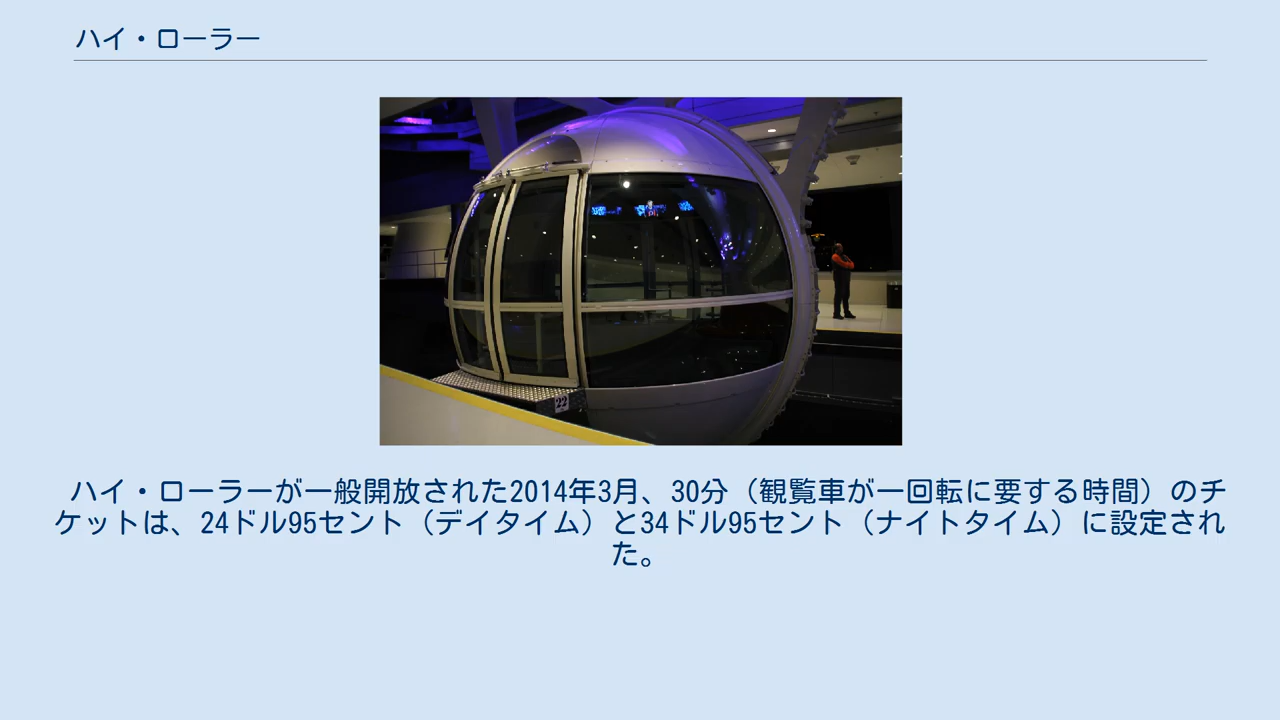 ハイ・ローラー
22
ハイ・ローラーが一般開放された2014年3月、30分（観覧車が一回転に要する時間）のチ
ケットは、24ドル95セント（デイタイム）と34ドル95セント（ナイトタイム）に設定され
た。